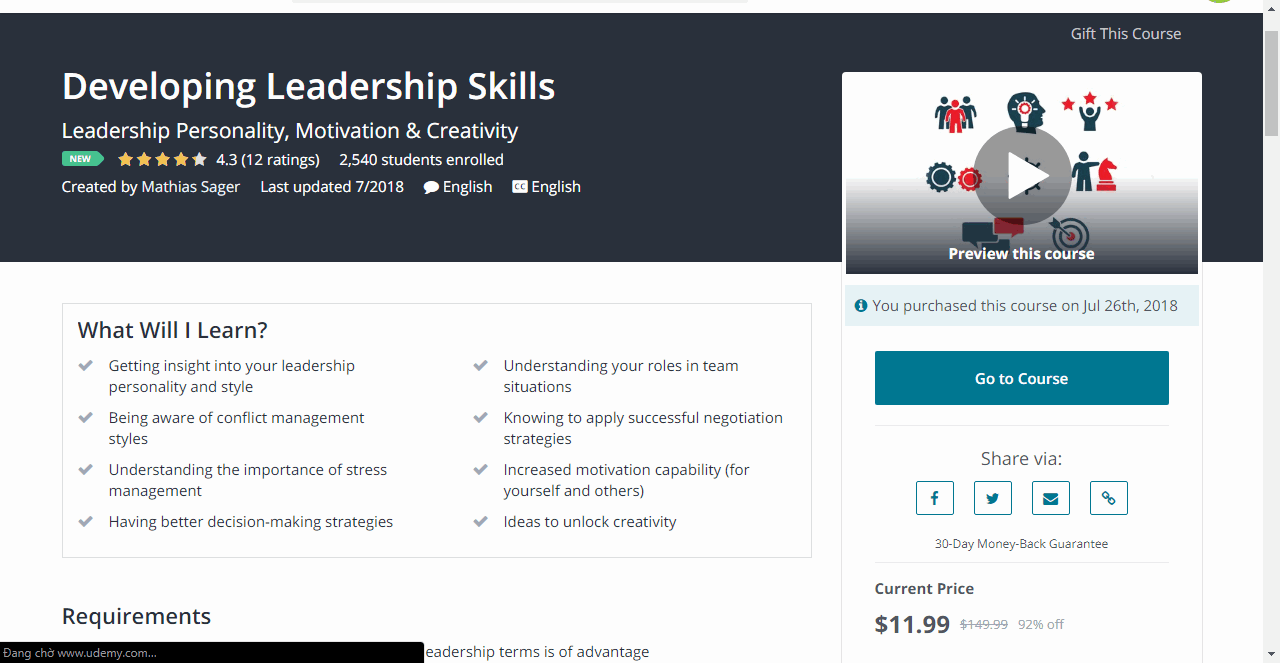 Gift This Course
Developing Leadership Skills
Leadership Personality, Motivation & Creativity
NEW 4.3 (12 ratings) 2,540 students enrolled
Created by Mathias Sager Last updated 7/2018 English CC English
Preview this course
You purchased this course on Jul 26th, 2018
Go to Course
Share via:
30-Day Money-Back Guarantee
Current Price
$11.99 $149.99 92% off
What Will I Learn?
Getting insight into your leadership
personality and style
Being aware of conflict management
styles
Understanding the importance of stress
management
Having better decision-making strategies
Understanding your roles in team
situations
Knowing to apply successful negotiation
strategies
Increased motivation capability (for
yourself and others)
Ideas to unlock creativity
Requirements
eadership terms is of advantage
Đang chờ www.udemy.com...